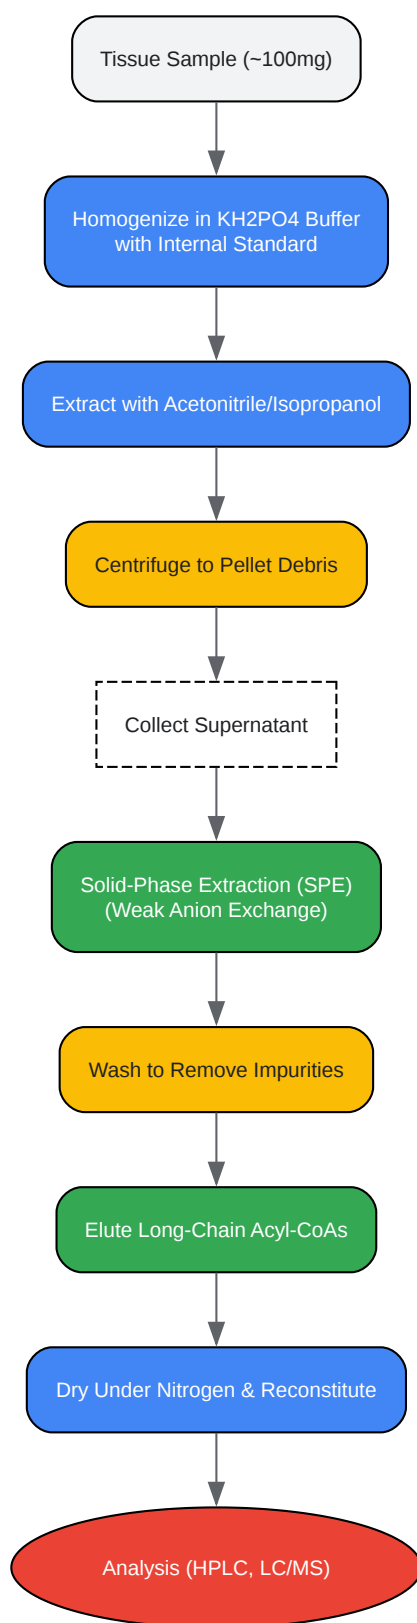 Tissue Sample (~100mg)
Homogenize in KH2PO4 Buffer
with Internal Standard
Extract with Acetonitrile/Isopropanol
Centrifuge to Pellet Debris
Collect Supernatant
Solid-Phase Extraction (SPE)
(Weak Anion Exchange)
Wash to Remove Impurities
Elute Long-Chain Acyl-CoAs
Dry Under Nitrogen & Reconstitute
Analysis (HPLC, LC/MS)